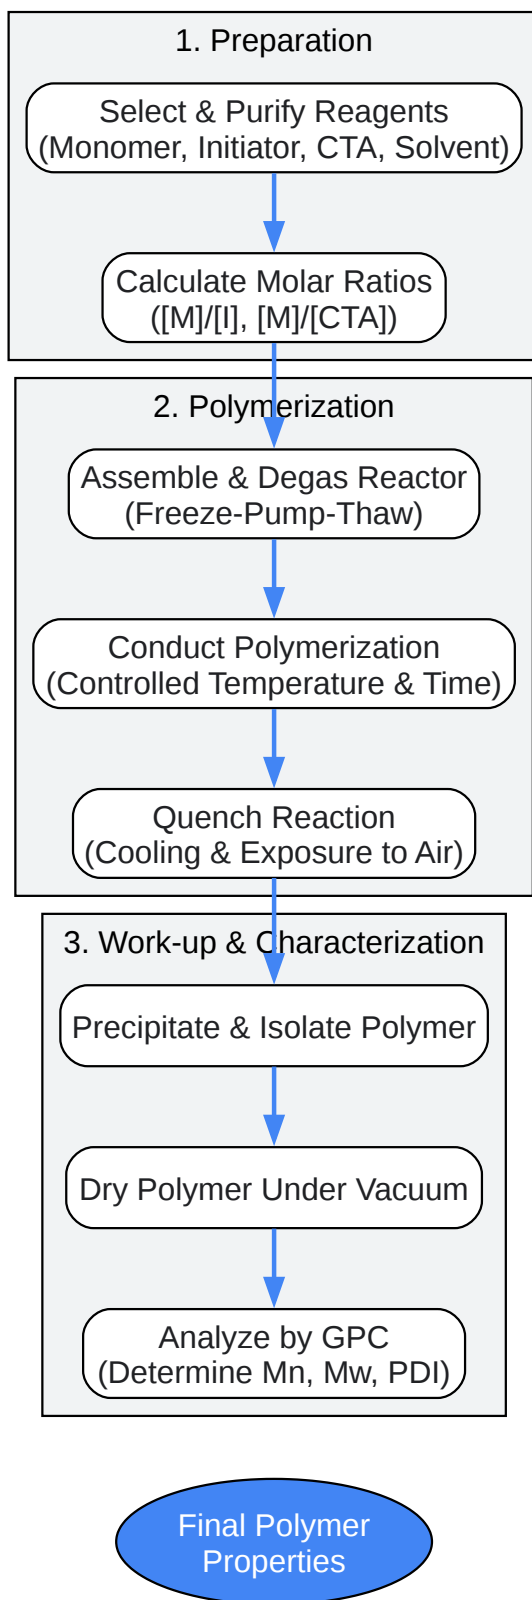 1. Preparation
Select & Purify Reagents
(Monomer, Initiator, CTA, Solvent)
Calculate Molar Ratios
([M]/[I], [M]/[CTA])
2. Polymerization
Assemble & Degas Reactor
(Freeze-Pump-Thaw)
Conduct Polymerization
(Controlled Temperature & Time)
Quench Reaction
(Cooling & Exposure to Air)
3. Work-up & Characterization
Precipitate & Isolate Polymer
Dry Polymer Under Vacuum
Analyze by GPC
(Determine Mn, Mw, PDI)
Final Polymer
Properties